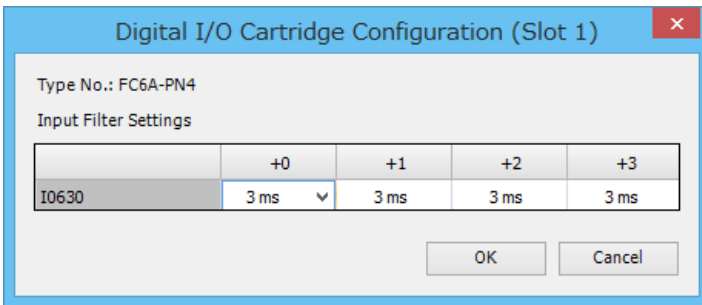 Digital I/O Cartridge Configuration (Slot 1)
Type No.: FC6A-PN4
Input Filter Settings
+0 +1 +2 +3
I0630 3 ms 3 ms 3 ms 3 ms
OK Cancel